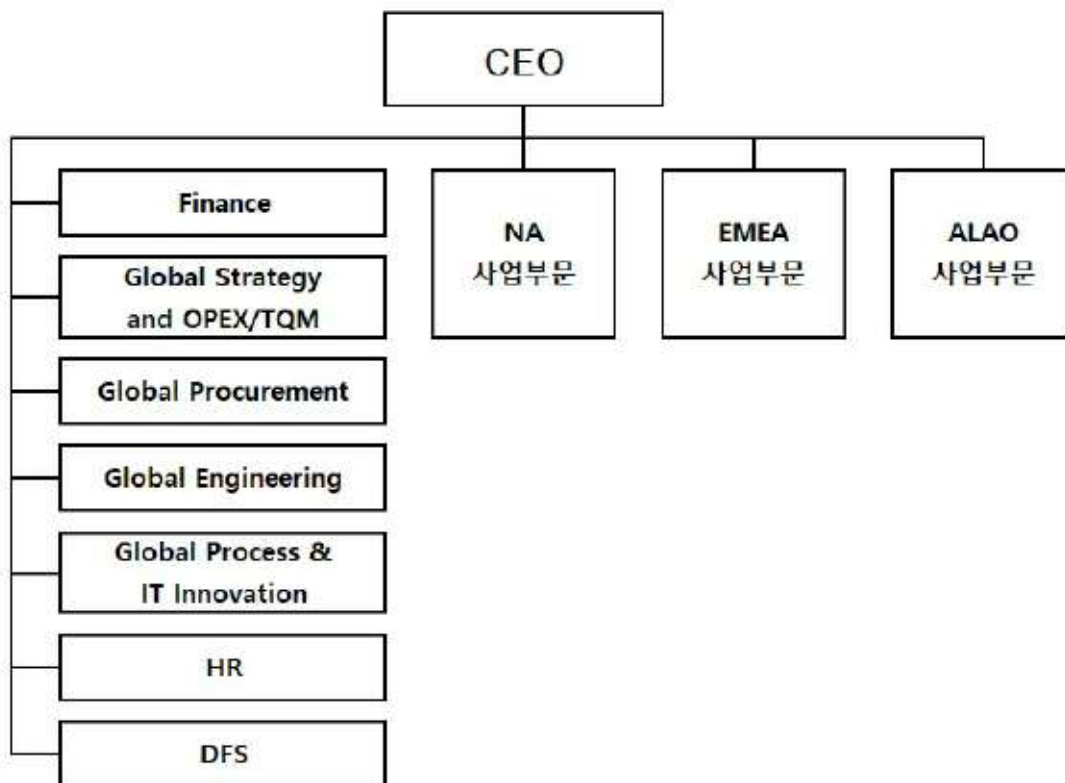 CEO
Finance
Global Strategy
and OPEX/TQM
Global Procurement
Global Engineering
Global Process &
IT Innovation
HR
DFS
NA
사업부문
EMEA
사업부문
ALAO
사업부문